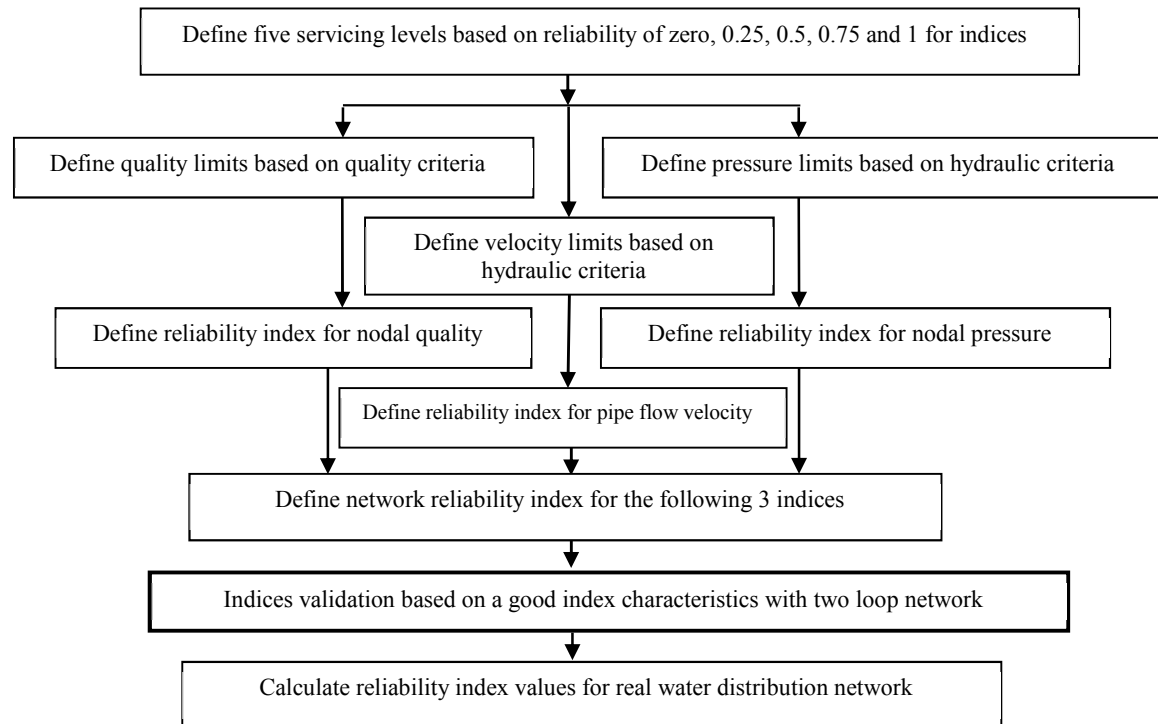 Define five servicing levels based on reliability of zero, 0.25, 0.5, 0.75 and 1 for indices
Define quality limits based on quality criteria
Define pressure limits based on hydraulic criteria
Define velocity limits based on
hydraulic criteria
Define reliability index for nodal quality
Define reliability index for nodal pressure
Define reliability index for pipe flow velocity
Define network reliability index for the following 3 indices
Indices validation based on a good index characteristics with two loop network
Calculate reliability index values for real water distribution network